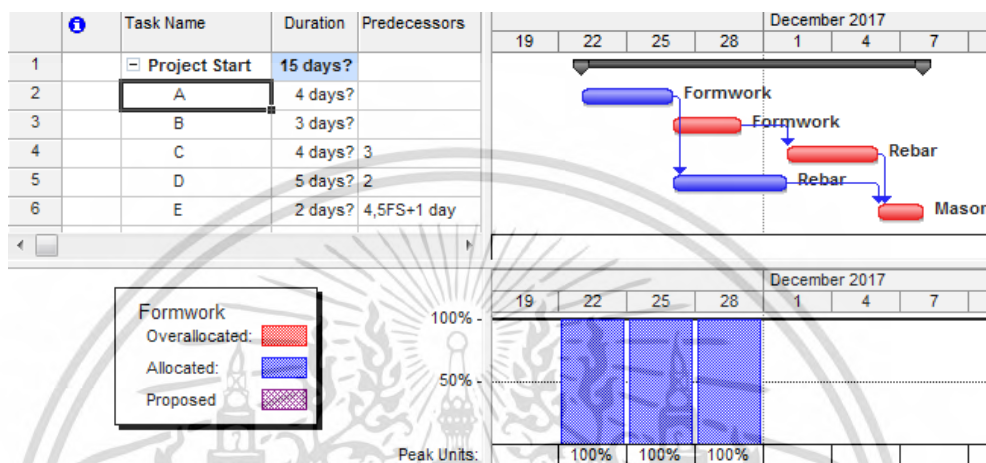 Task Name Duration Predecessors
1 Project Start 15 days?
2 A 4 days?
3 B 3 days?
4 C 4 days? 3
5 D 5 days? 2
6 E 2 days? 4,5FS+1 day
December 2017
19 22 25 28 1 4 7
Formwork
Formwork
Rebar
Rebar
Mason
Formwork
Overallocated:
Allocated:
Proposed
December 2017
19 22 25 28 1 4 7
100%
50%
Peak Units: 100% 100% 100%